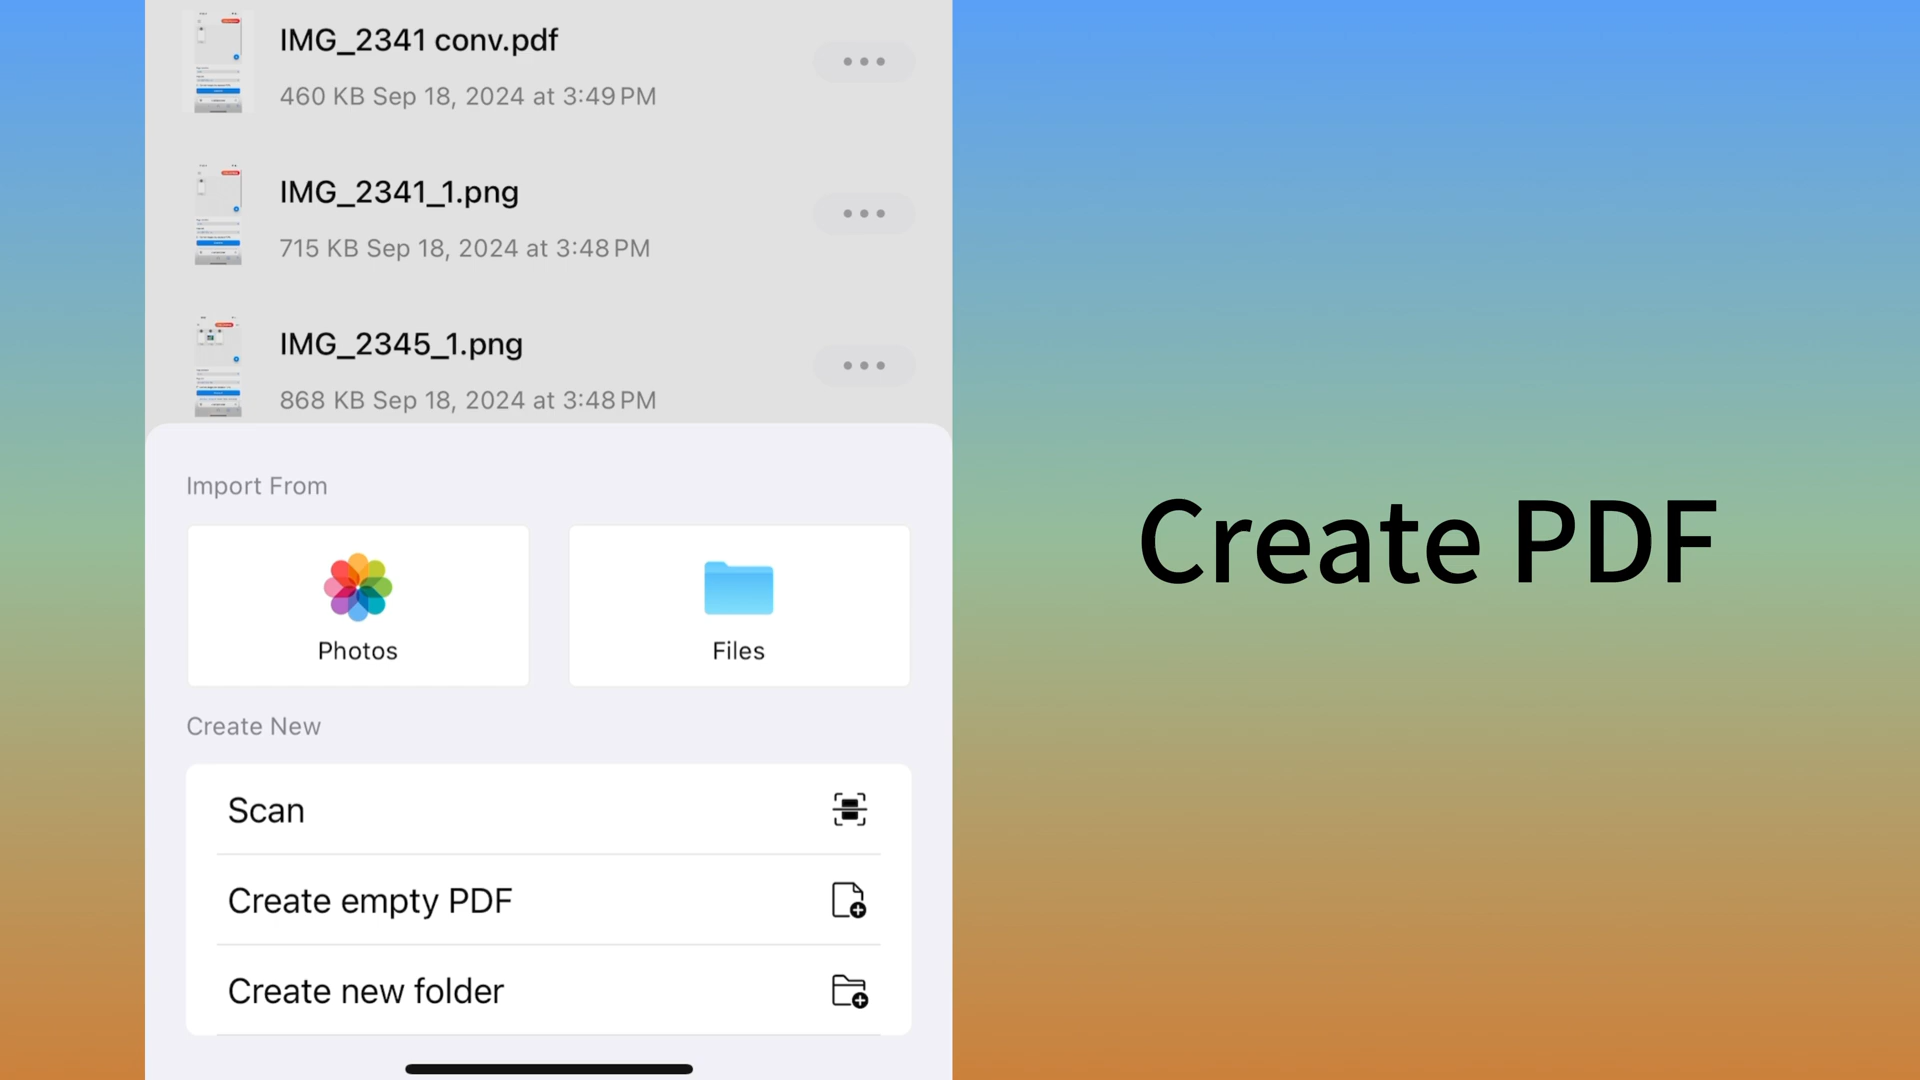 IMG_2341 conv.pdf
460 KB Sep 18, 2024 at 3:49 PM
IMG_2341_1.png
715 KB Sep 18, 2024 at 3:48 PM
IMG_2345_1.png
868 KB Sep 18, 2024 at 3:48 PM
Import From
Photos
Files
Create New
Scan
Create empty PDF
Create new folder
Create PDF